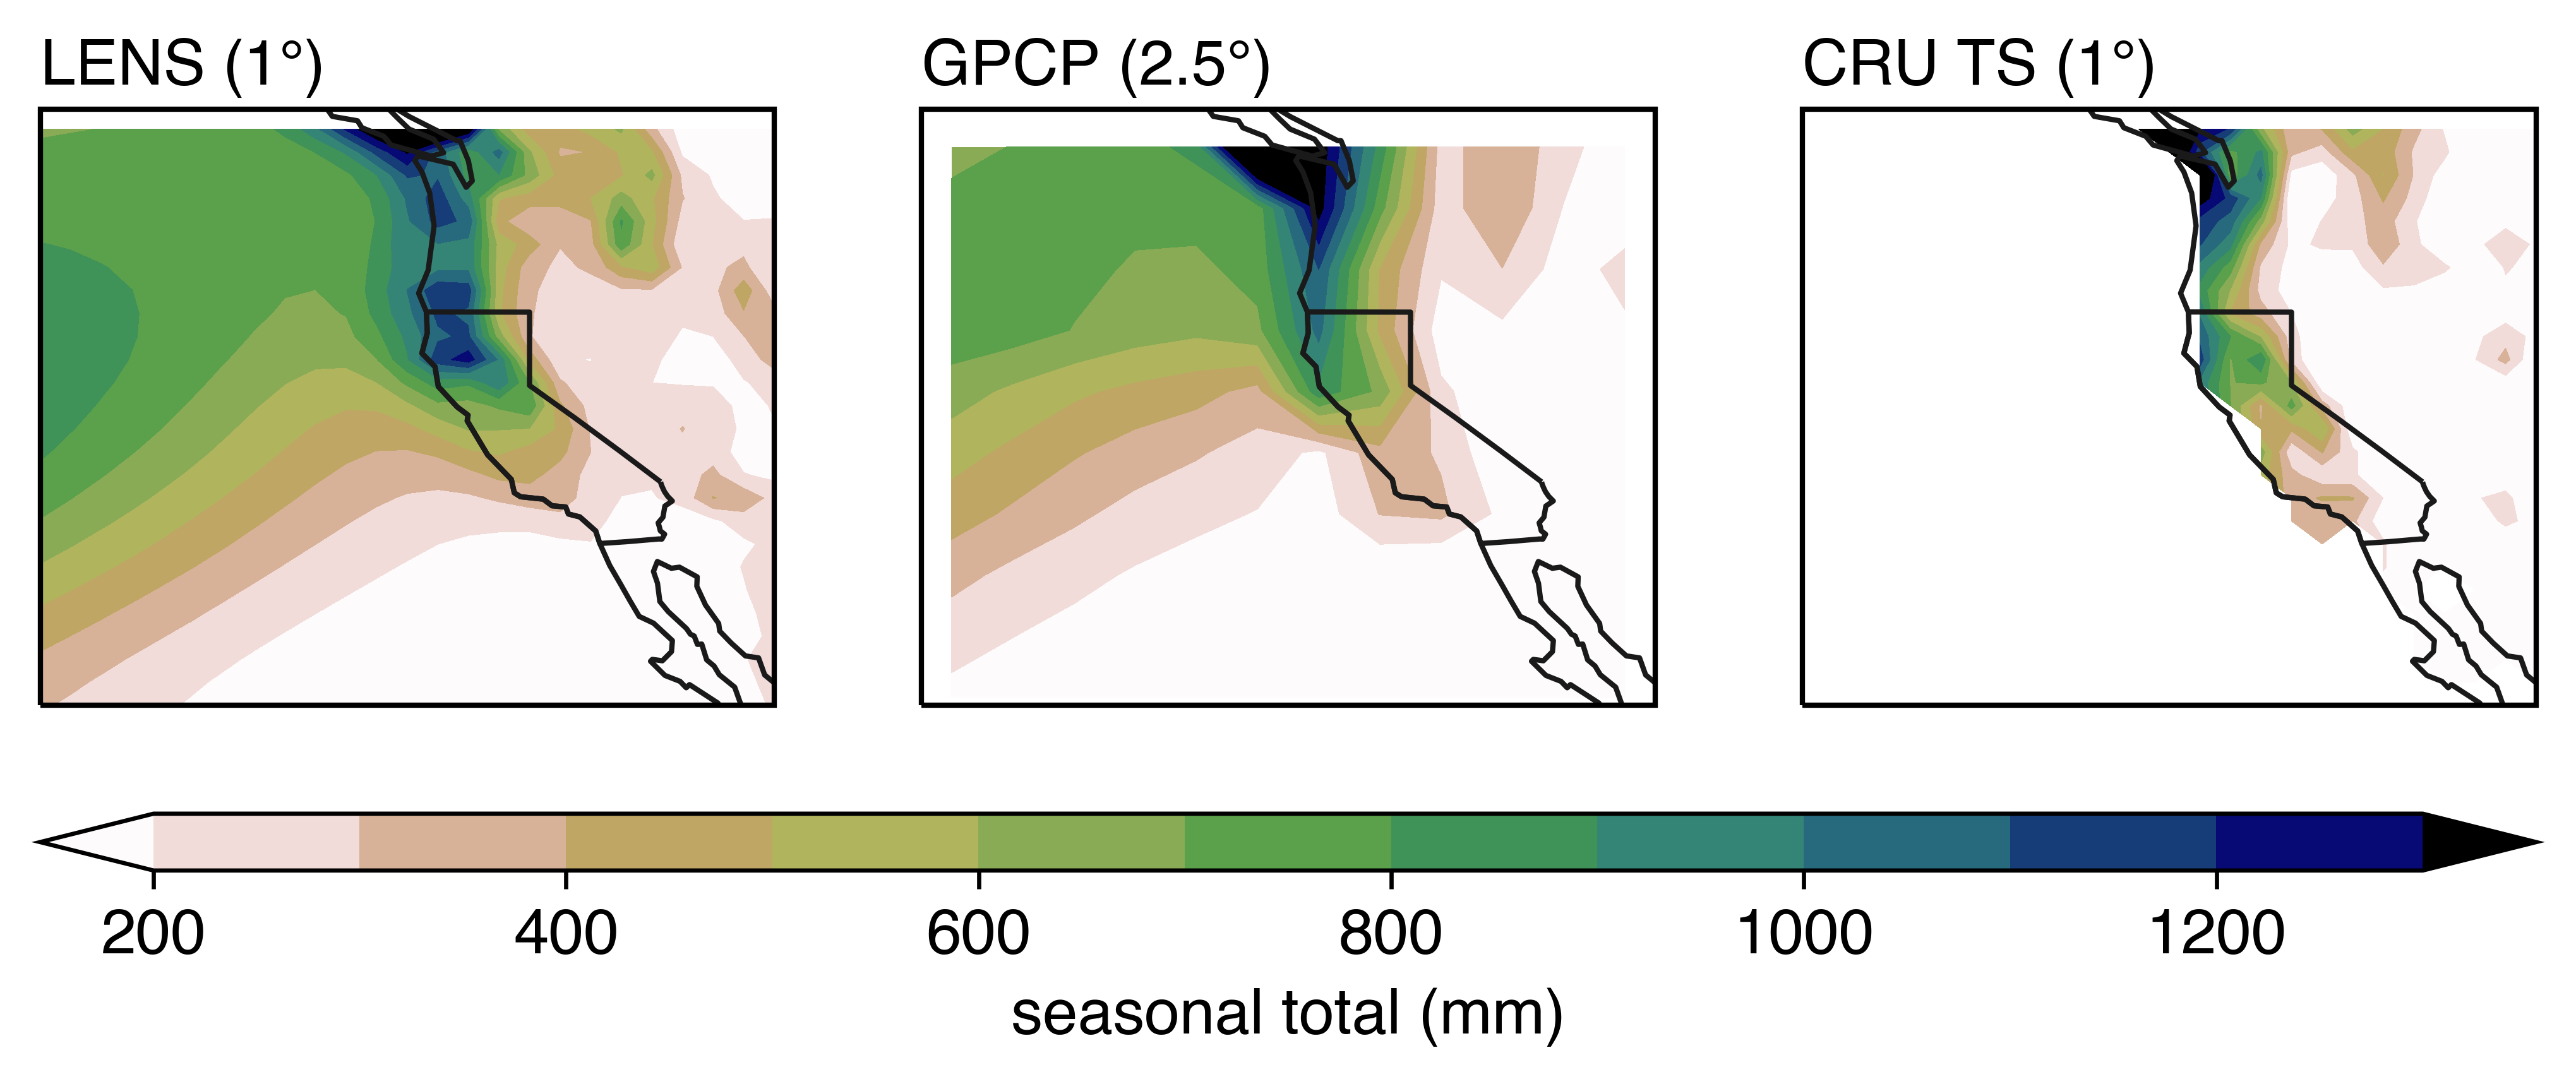 LENS (1°)
GPCP (2.5°)
CRU TS (1°)
200 400 600 800 1000 1200
seasonal total (mm)